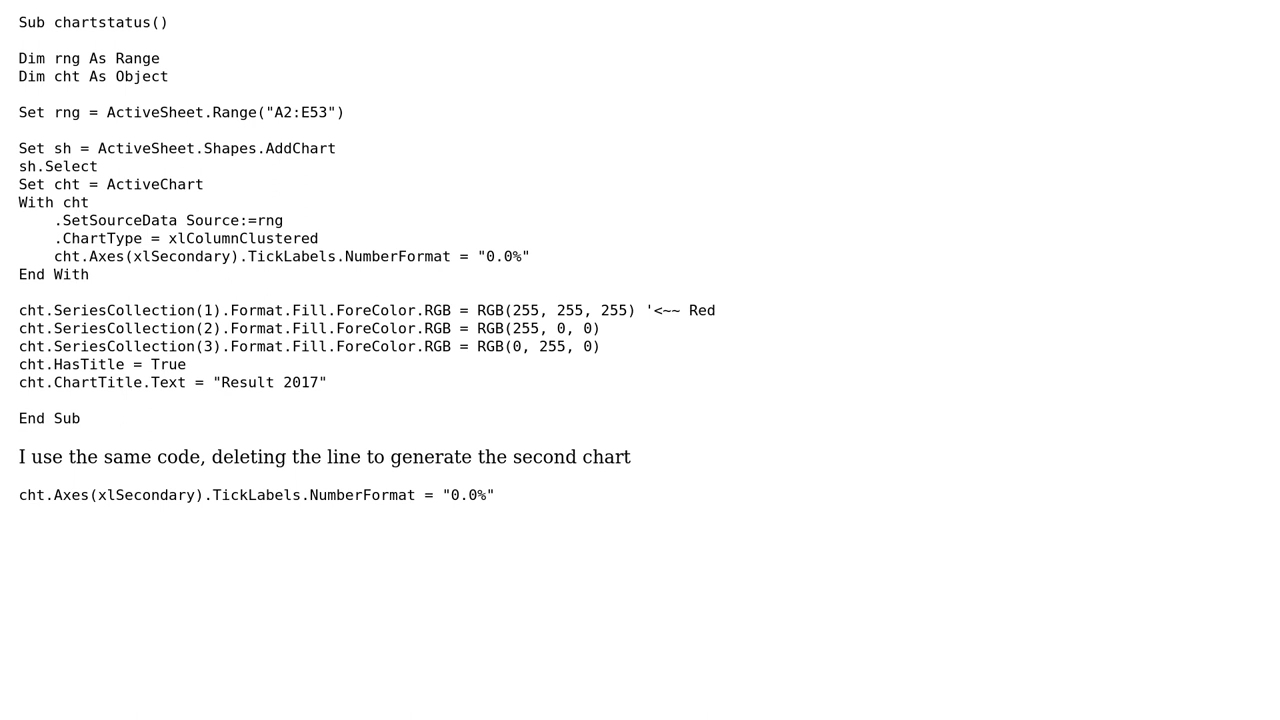 Sub chartstatus()
Dim rng As Range
Dim cht As Object
Set rng = ActiveSheet.Range("A2:E53")
Set sh = ActiveSheet.Shapes.AddChart
sh.Select
Set cht = ActiveChart
With cht
    .SetSourceData Source:=rng
    .ChartType = xlColumnClustered
    cht.Axes(xlSecondary).TickLabels.NumberFormat = "0.0%"
End With
cht.SeriesCollection(1).Format.Fill.ForeColor.RGB = RGB(255, 255, 255) '<~~ Red
cht.SeriesCollection(2).Format.Fill.ForeColor.RGB = RGB(255, 0, 0)
cht.SeriesCollection(3).Format.Fill.ForeColor.RGB = RGB(0, 255, 0)
cht.HasTitle = True
cht.ChartTitle.Text = "Result 2017"
End Sub
I use the same code, deleting the line to generate the second chart
cht.Axes(xlSecondary).TickLabels.NumberFormat = "0.0%"